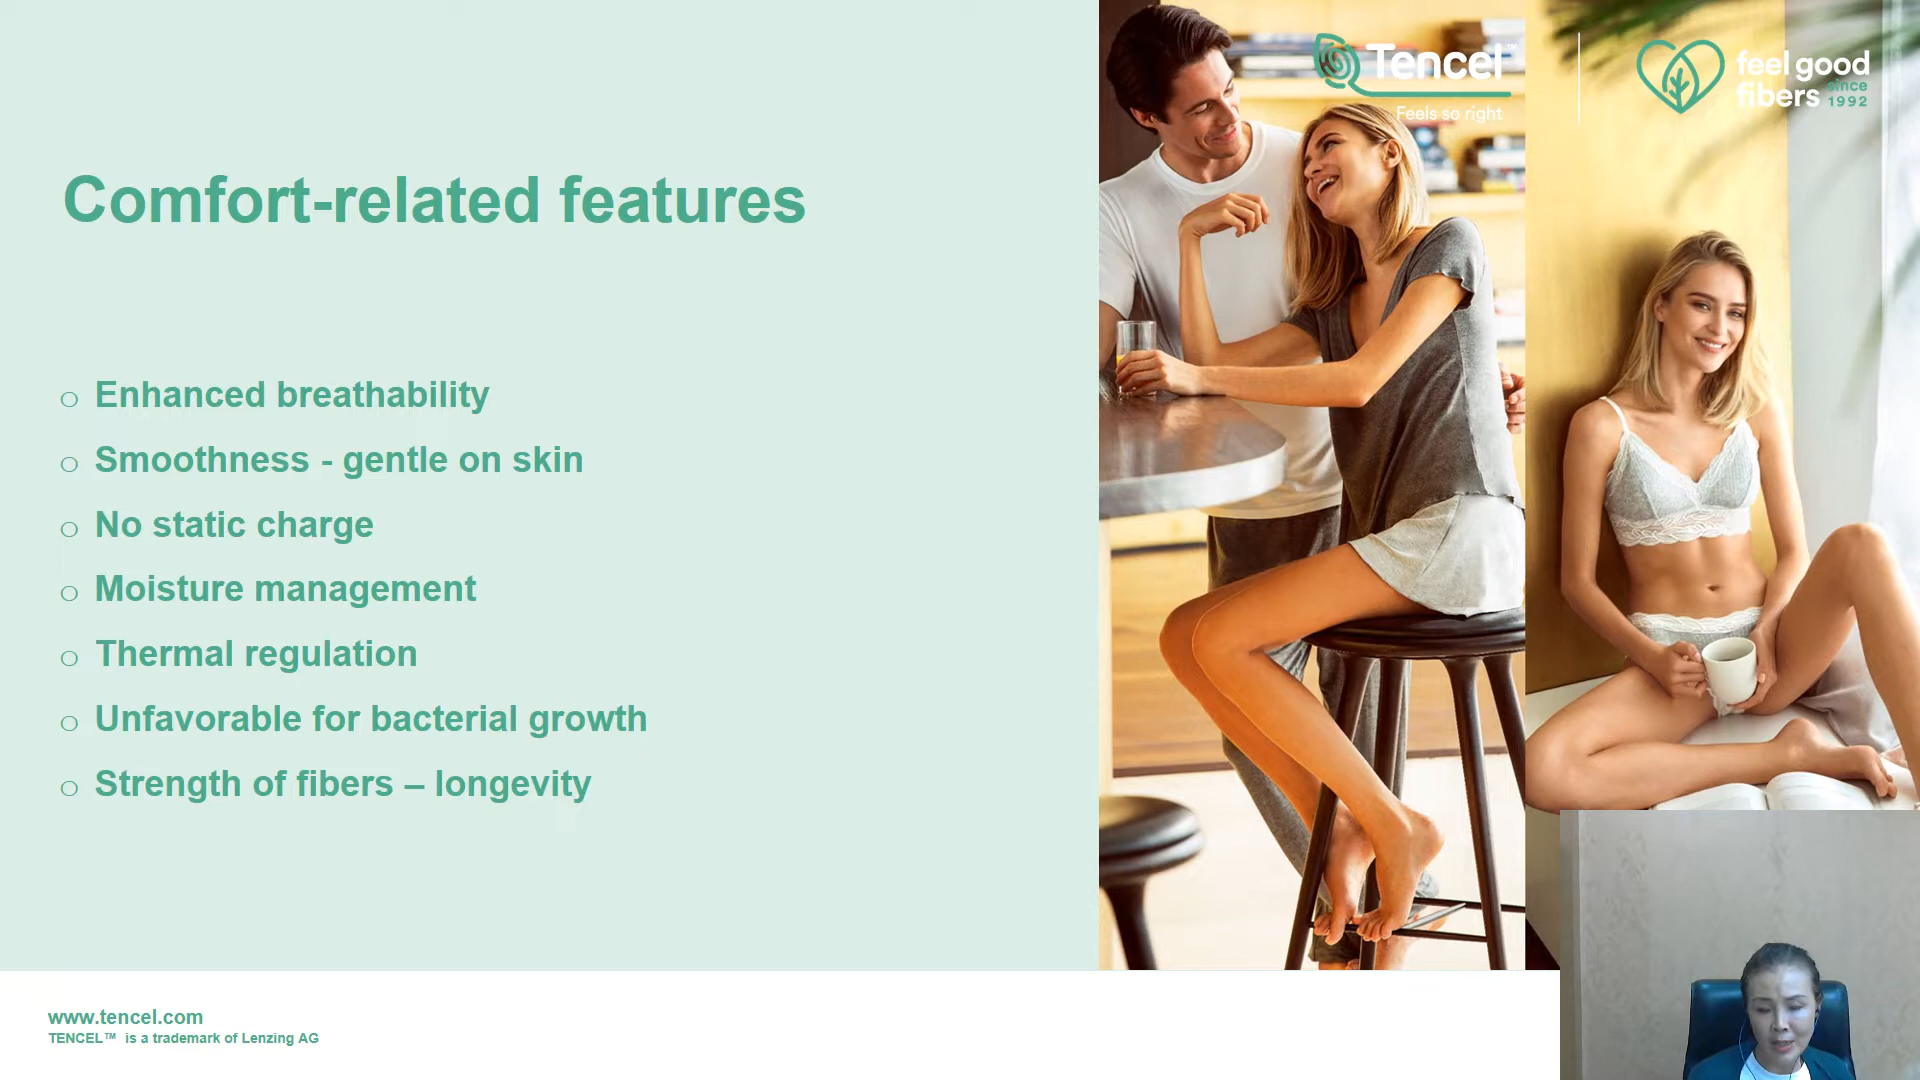 Tencel™
Feels so right
feel good
fibers since
1992
Comfort-related features
o Enhanced breathability
o Smoothness - gentle on skin
o No static charge
o Moisture management
o Thermal regulation
o Unfavorable for bacterial growth
o Strength of fibers – longevity
www.tencel.com
TENCEL™ is a trademark of Lenzing AG